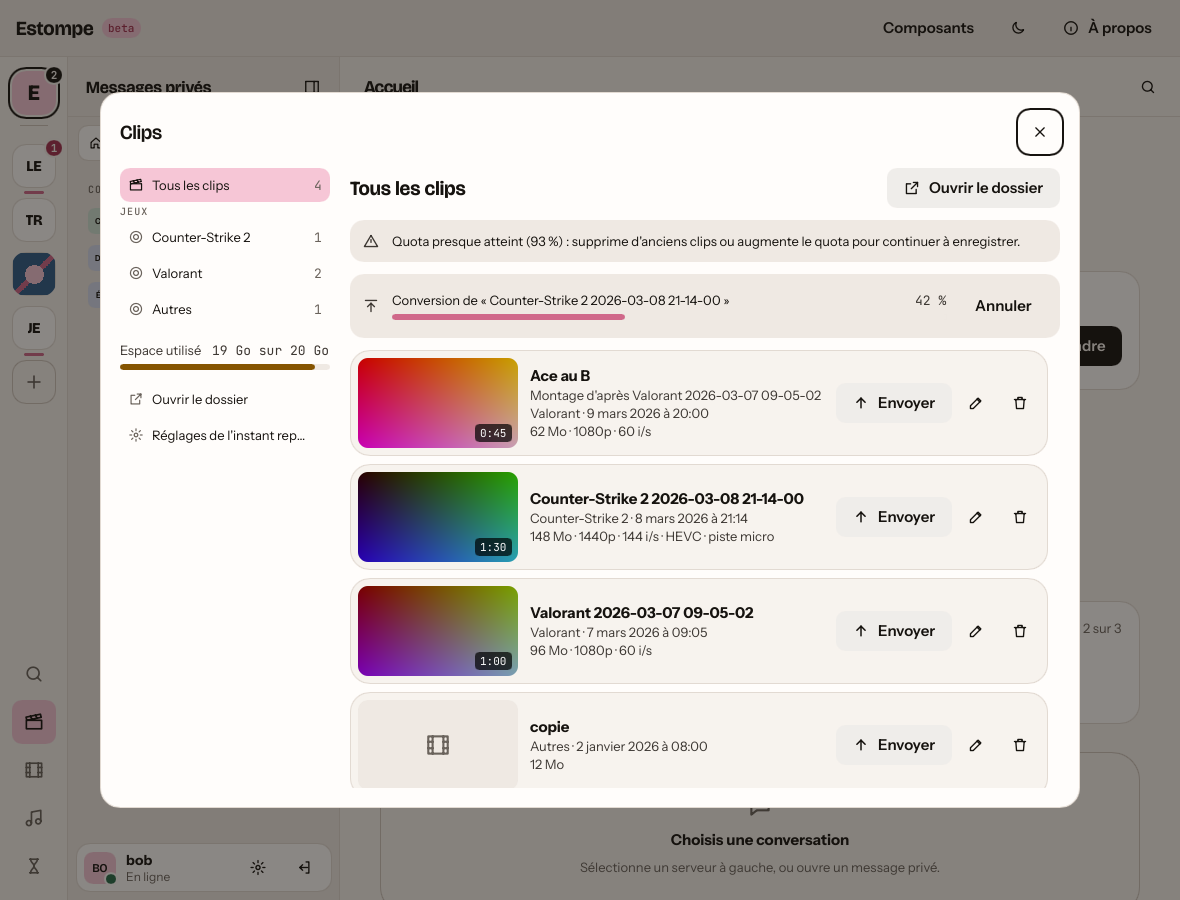 Estompe beta
Composants
À propos
E
2
Messages privés
Accueil
LE
1
TR
JE
Clips
Tous les clips 4
JEUX
Counter-Strike 2 1
Valorant 2
Autres 1
Espace utilisé 19 Go sur 20 Go
Ouvrir le dossier
Réglages de l'instant rep...
Tous les clips
Ouvrir le dossier
Quota presque atteint (93 %) : supprime d'anciens clips ou augmente le quota pour continuer à enregistrer.
Conversion de « Counter-Strike 2 2026-03-08 21-14-00 » 42 %
Annuler
0:45
Ace au B
Montage d'après Valorant 2026-03-07 09-05-02
Valorant · 9 mars 2026 à 20:00
62 Mo · 1080p · 60 i/s
Envoyer
1:30
Counter-Strike 2 2026-03-08 21-14-00
Counter-Strike 2 · 8 mars 2026 à 21:14
148 Mo · 1440p · 144 i/s · HEVC · piste micro
Envoyer
1:00
Valorant 2026-03-07 09-05-02
Valorant · 7 mars 2026 à 09:05
96 Mo · 1080p · 60 i/s
Envoyer
copie
Autres · 2 janvier 2026 à 08:00
12 Mo
Envoyer
2 sur 3
Choisis une conversation
Sélectionne un serveur à gauche, ou ouvre un message privé.
BO
bob
En ligne